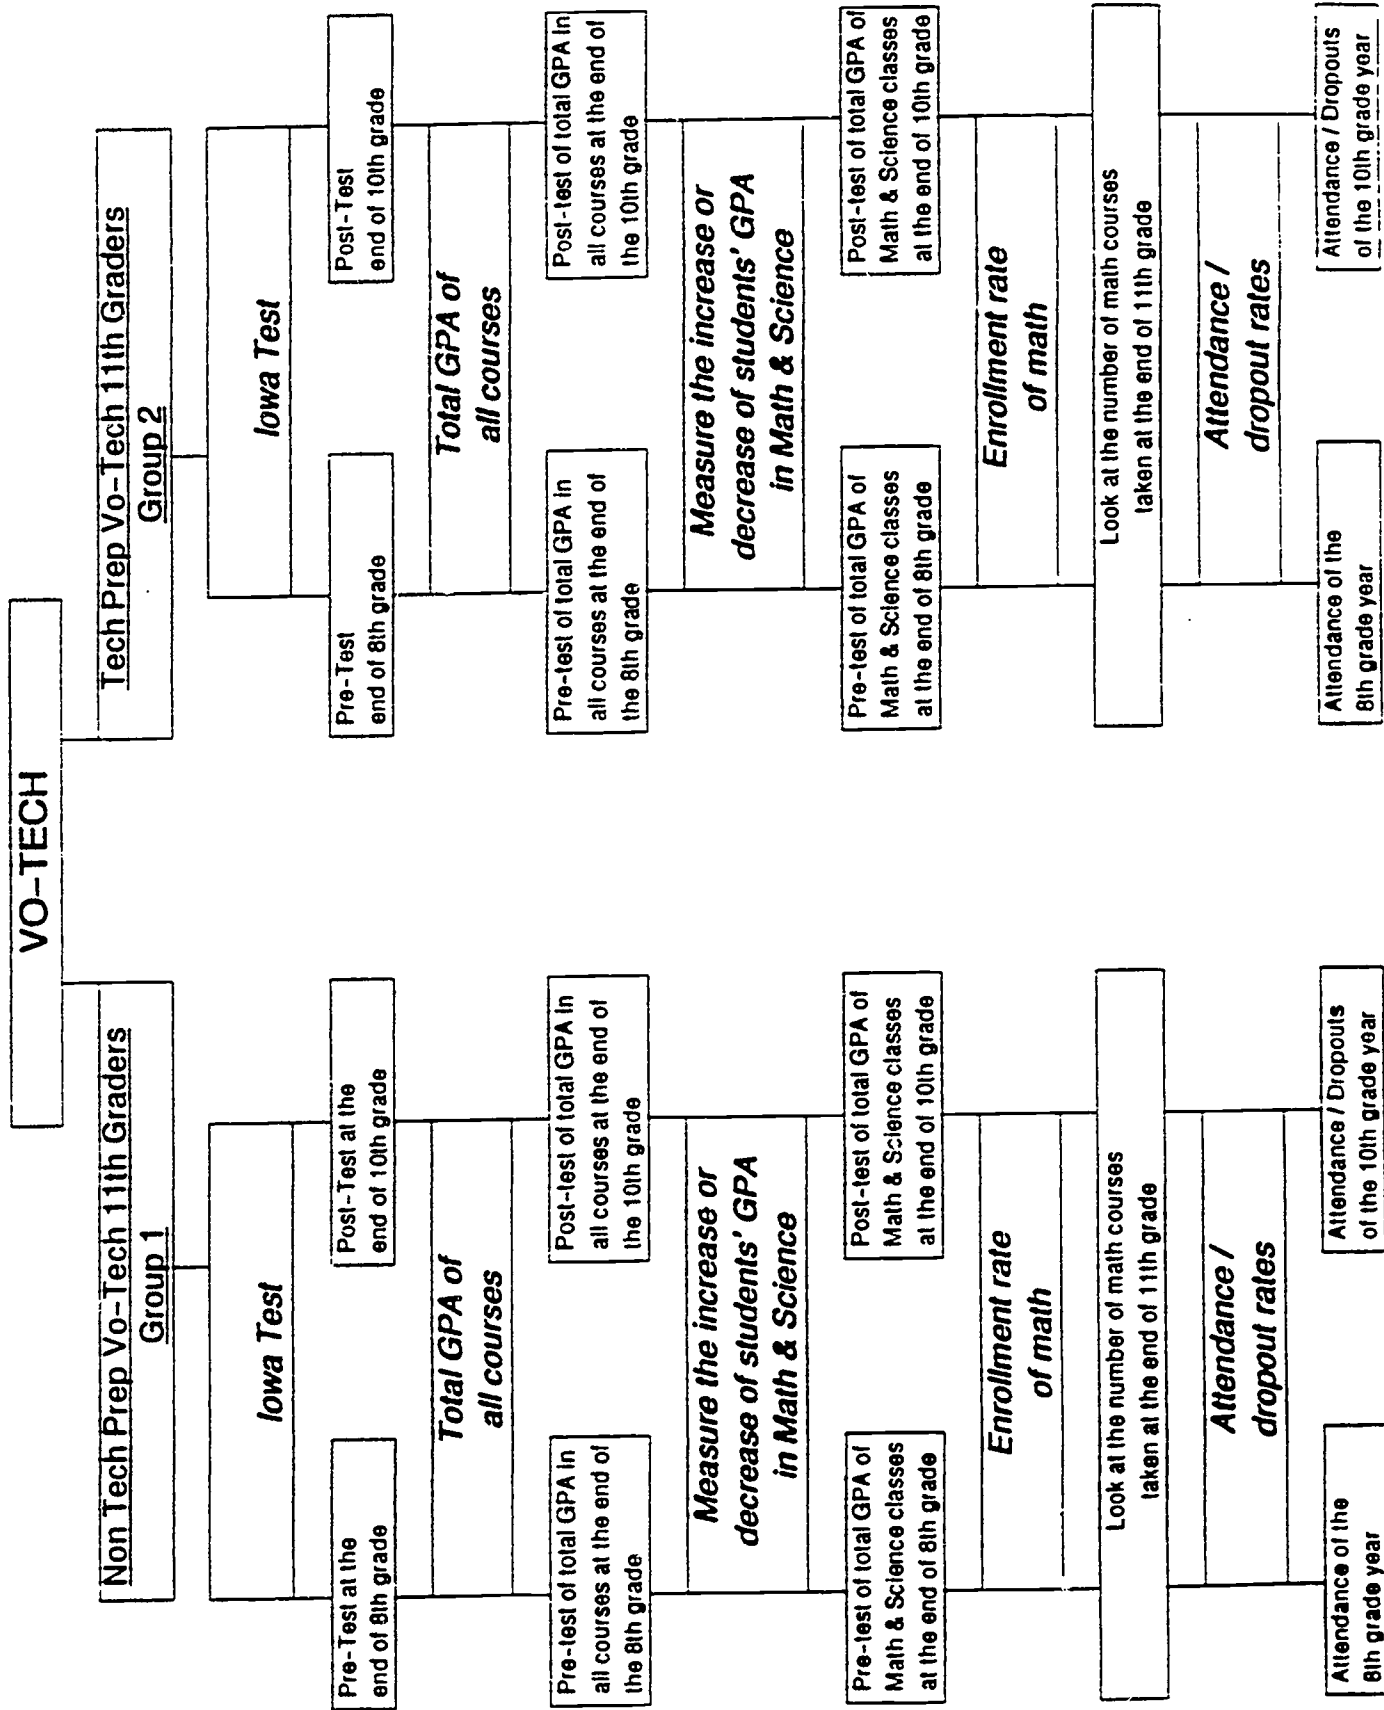 VO-TECH
Non Tech Prep Vo-Tech 11th Graders
Group 1
Iowa Test
Pre-Test at the
end of 8th grade
Post-Test at the
end of 10th grade
Total GPA of
all courses
Pre-test of total GPA in
all courses at the end of
the 8th grade
Post-test of total GPA in
all courses at the end of
the 10th grade
Measure the increase or
decrease of students' GPA
in Math & Science
Pre-test of total GPA of
Math & Science classes
at the end of 8th grade
Post-test of total GPA of
Math & Science classes
at the end of 10th grade
Enrollment rate
of math
Look at the number of math courses
taken at the end of 11th grade
Attendance /
dropout rates
Attendance of the
8th grade year
Attendance / Dropouts
of the 10th grade year
Tech Prep Vo-Tech 11th Graders
Group 2
Iowa Test
Pre-Test
end of 8th grade
Post-Test
end of 10th grade
Total GPA of
all courses
Pre-test of total GPA in
all courses at the end of
the 8th grade
Post-test of total GPA in
all courses at the end of
the 10th grade
Measure the increase or
decrease of students' GPA
in Math & Science
Pre-test of total GPA of
Math & Science classes
at the end of 8th grade
Post-test of total GPA of
Math & Science classes
at the end of 10th grade
Enrollment rate
of math
Look at the number of math courses
taken at the end of 11th grade
Attendance /
dropout rates
Attendance of the
8th grade year
Attendance / Dropouts
of the 10th grade year